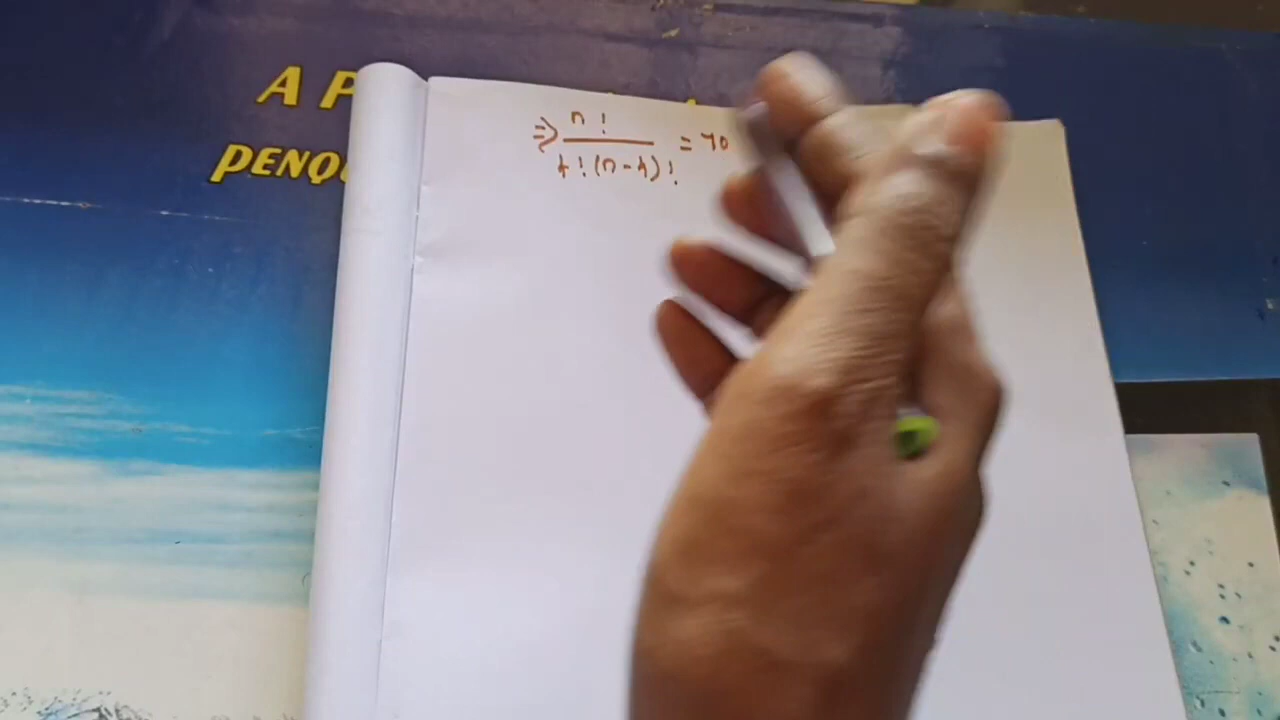 A P
PENQ
⇒ n! / 4!(n-4)! = 70